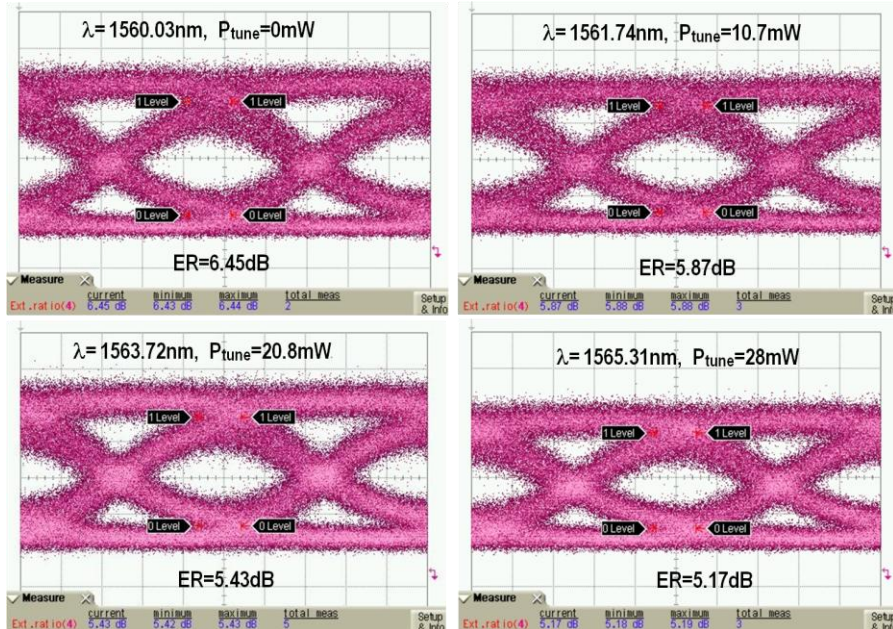 λ = 1560.03nm, Ptune=0mW
1 Level 1 Level
0 Level 0 Level
ER=6.45dB
Measure
current minimum maximum total meas
Ext.ratio(4) 6.45 dB 6.43 dB 6.44 dB 2
Setup & Info
λ = 1561.74nm, Ptune=10.7mW
1 Level 1 Level
0 Level 0 Level
ER=5.87dB
Measure
current minimum maximum total meas
Ext.ratio(4) 5.87 dB 5.88 dB 5.88 dB 3
Setup & Info
λ = 1563.72nm, Ptune=20.8mW
1 Level 1 Level
0 Level 0 Level
ER=5.43dB
Measure
current minimum maximum total meas
Ext.ratio(4) 5.43 dB 5.42 dB 5.43 dB 5
Setup & Info
λ = 1565.31nm, Ptune=28mW
1 Level 1 Level
0 Level 0 Level
ER=5.17dB
Measure
current minimum maximum total meas
Ext.ratio(4) 5.17 dB 5.18 dB 5.19 dB 3
Setup & Info